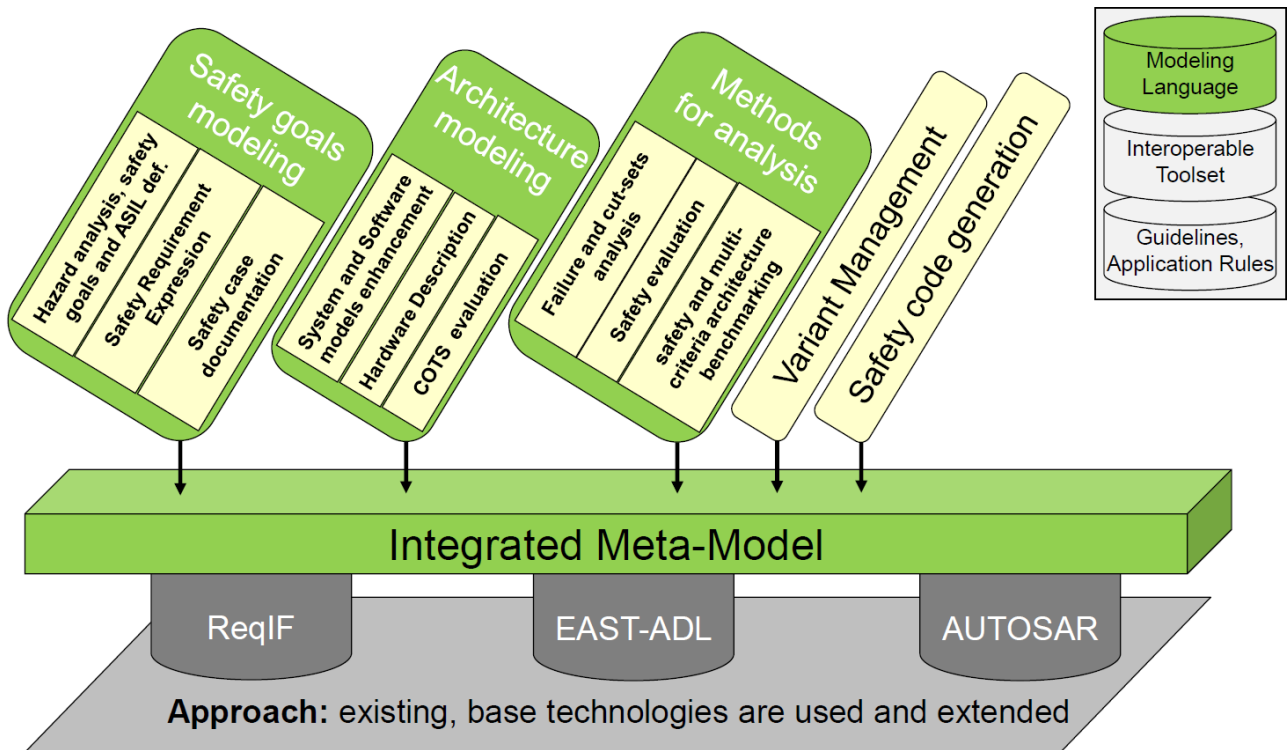 Safety goals
modeling
Hazard analysis, safety
goals and ASIL def.
Safety Requirement
Expression
Safety case
documentation
Architecture
modeling
System and Software
models enhancement
Hardware Description
COTS evaluation
Methods
for analysis
Failure and cut-sets
analysis
Safety evaluation
safety and multi-
criteria architecture
benchmarking
Variant Management
Safety code generation
Modeling
Language
Interoperable
Toolset
Guidelines,
Application Rules
Integrated Meta-Model
ReqIF
EAST-ADL
AUTOSAR
Approach: existing, base technologies are used and extended